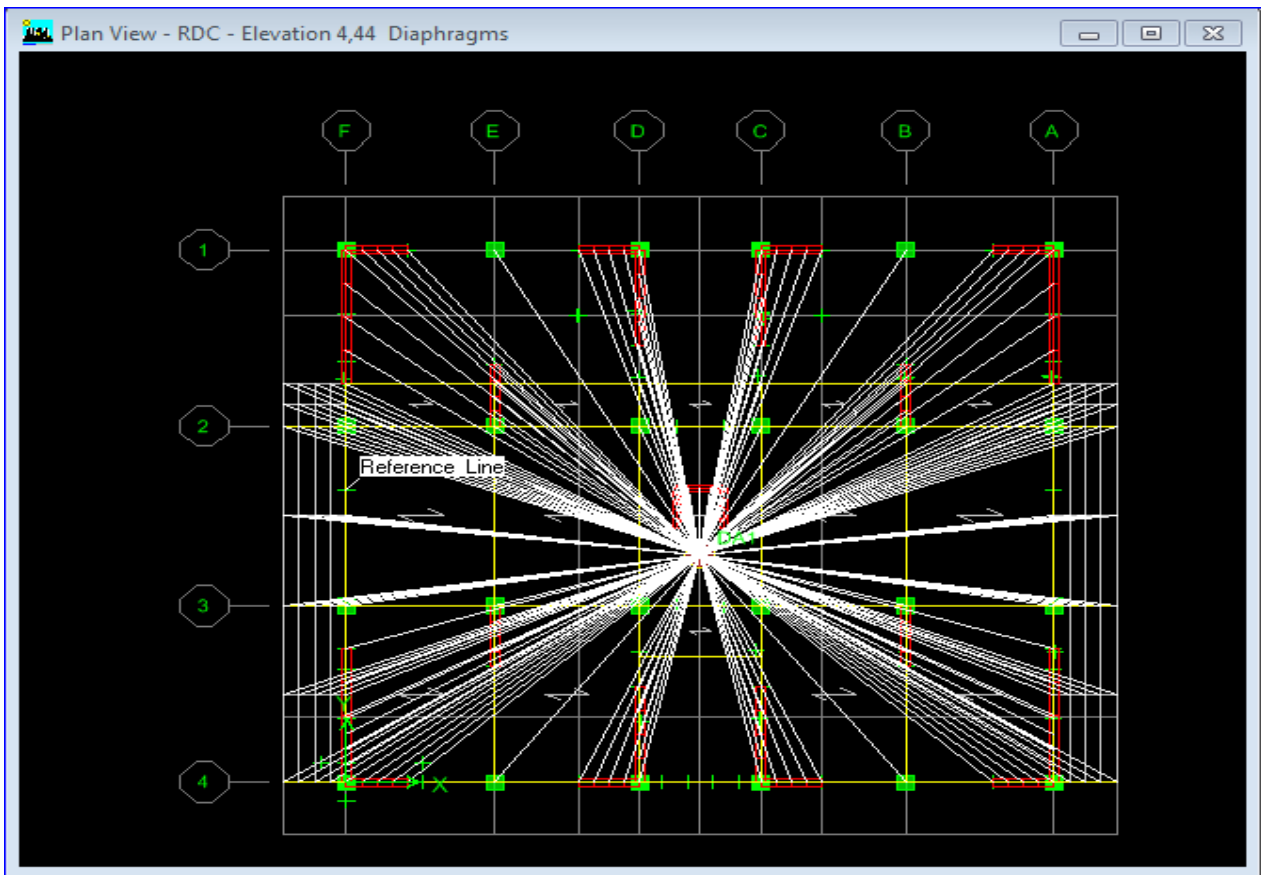 Plan View - RDC - Elevation 4,44 Diaphragms
F E D C B A
1
2
Reference Line
DA1
3
Y
X
4